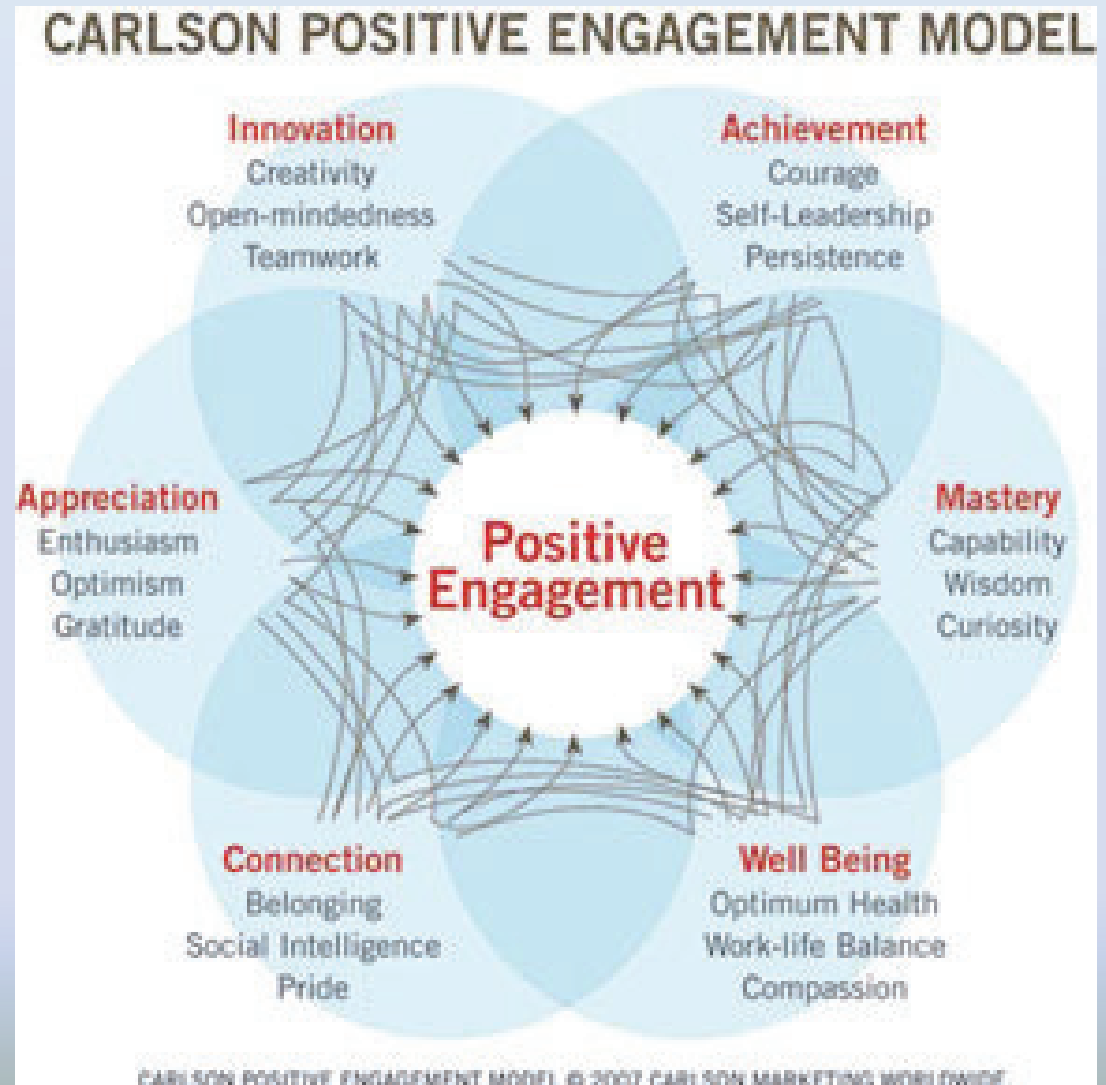 CARLSON POSITIVE ENGAGEMENT MODEL
Innovation
Creativity
Open-mindedness
Teamwork
Achievement
Courage
Self-Leadership
Persistence
Appreciation
Enthusiasm
Optimism
Gratitude
Positive
Engagement
Mastery
Capability
Wisdom
Curiosity
Connection
Belonging
Social Intelligence
Pride
Well Being
Optimum Health
Work-life Balance
Compassion
CARLSON POSITIVE ENGAGEMENT MODEL © 2007 CARLSON MARKETING WORLDWIDE